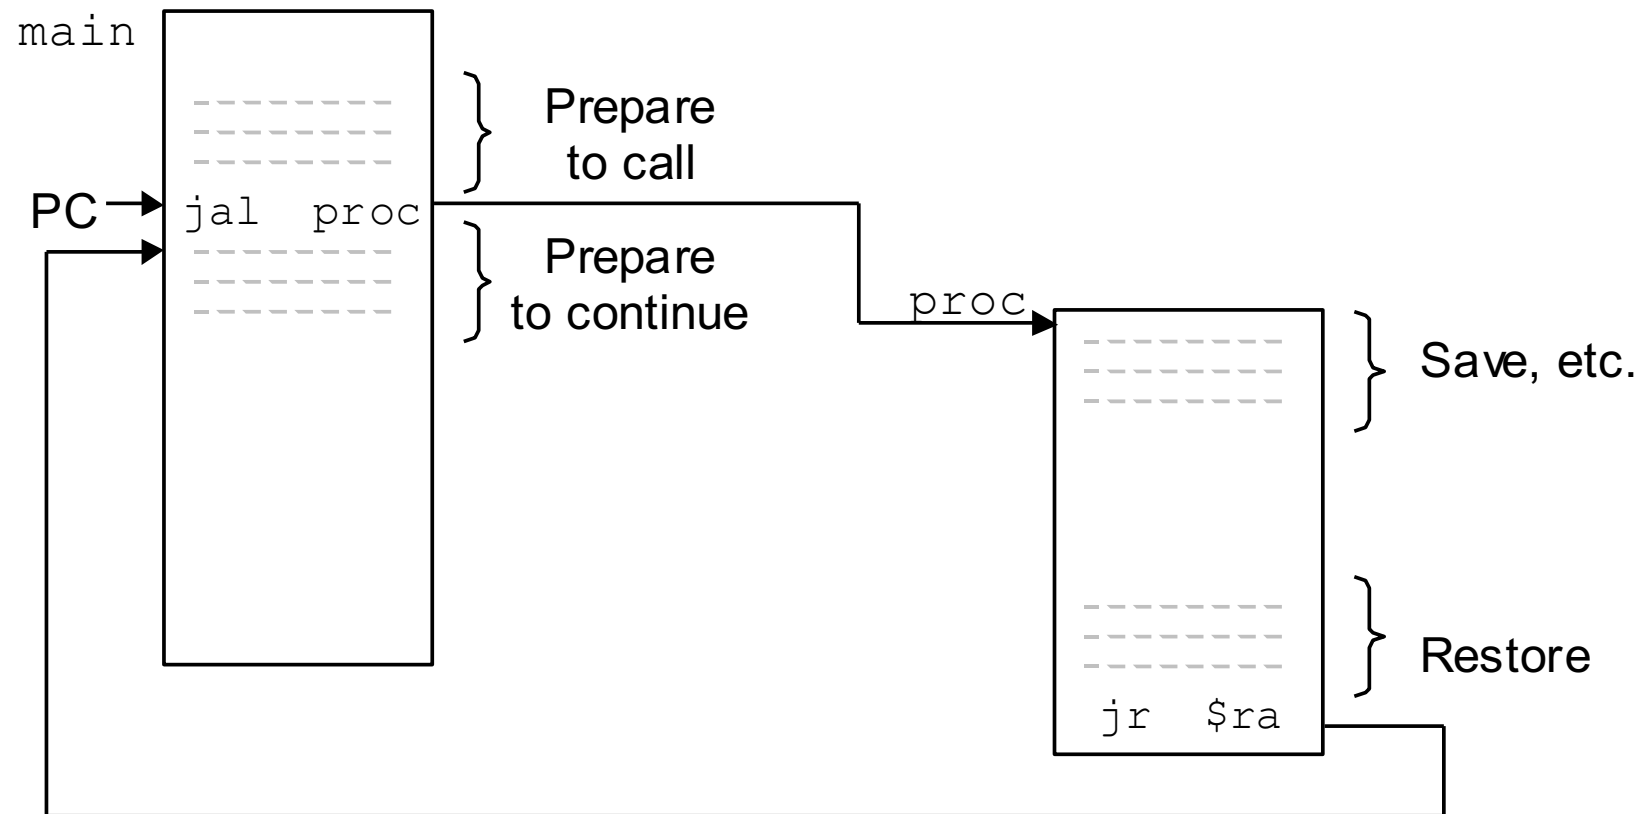 main
Prepare
to call
PC
jal proc
Prepare
to continue
proc
Save, etc.
Restore
jr $ra